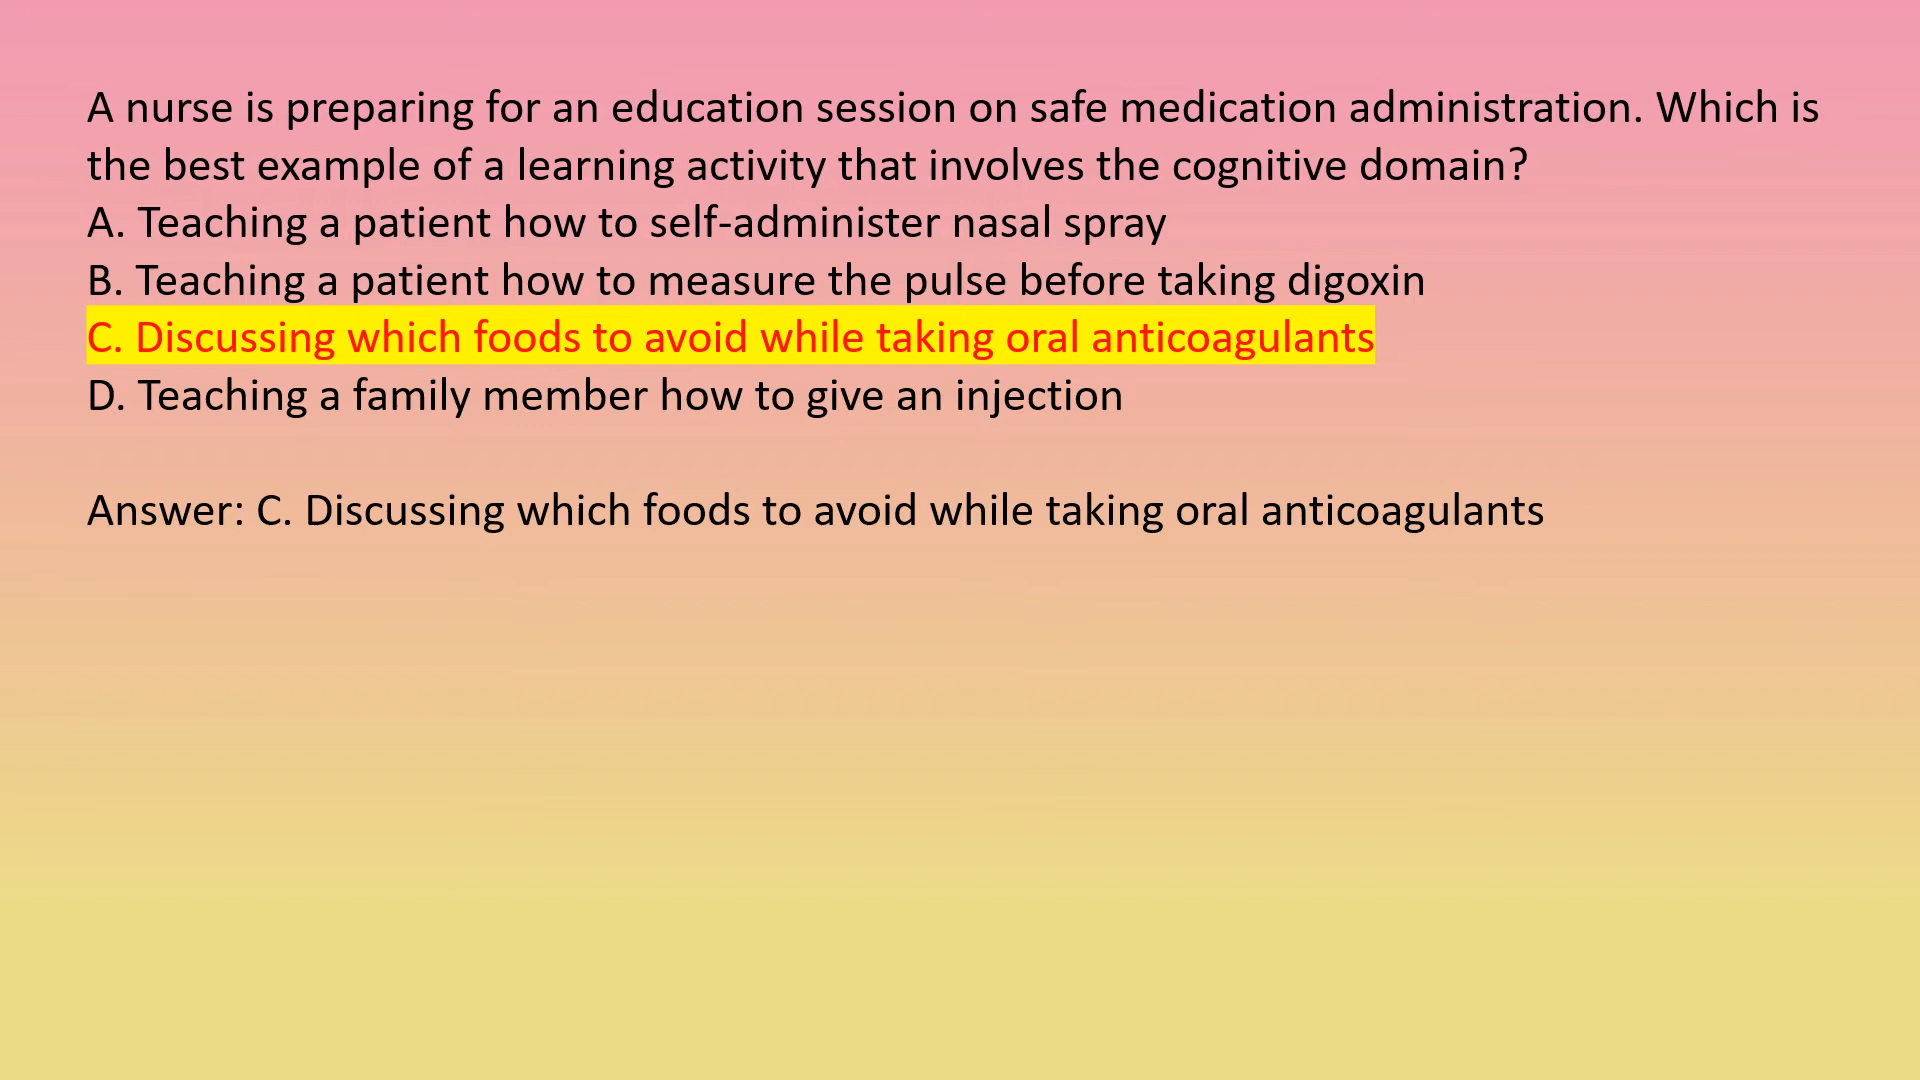 A nurse is preparing for an education session on safe medication administration. Which is
the best example of a learning activity that involves the cognitive domain?
A. Teaching a patient how to self-administer nasal spray
B. Teaching a patient how to measure the pulse before taking digoxin
C. Discussing which foods to avoid while taking oral anticoagulants
D. Teaching a family member how to give an injection
Answer: C. Discussing which foods to avoid while taking oral anticoagulants